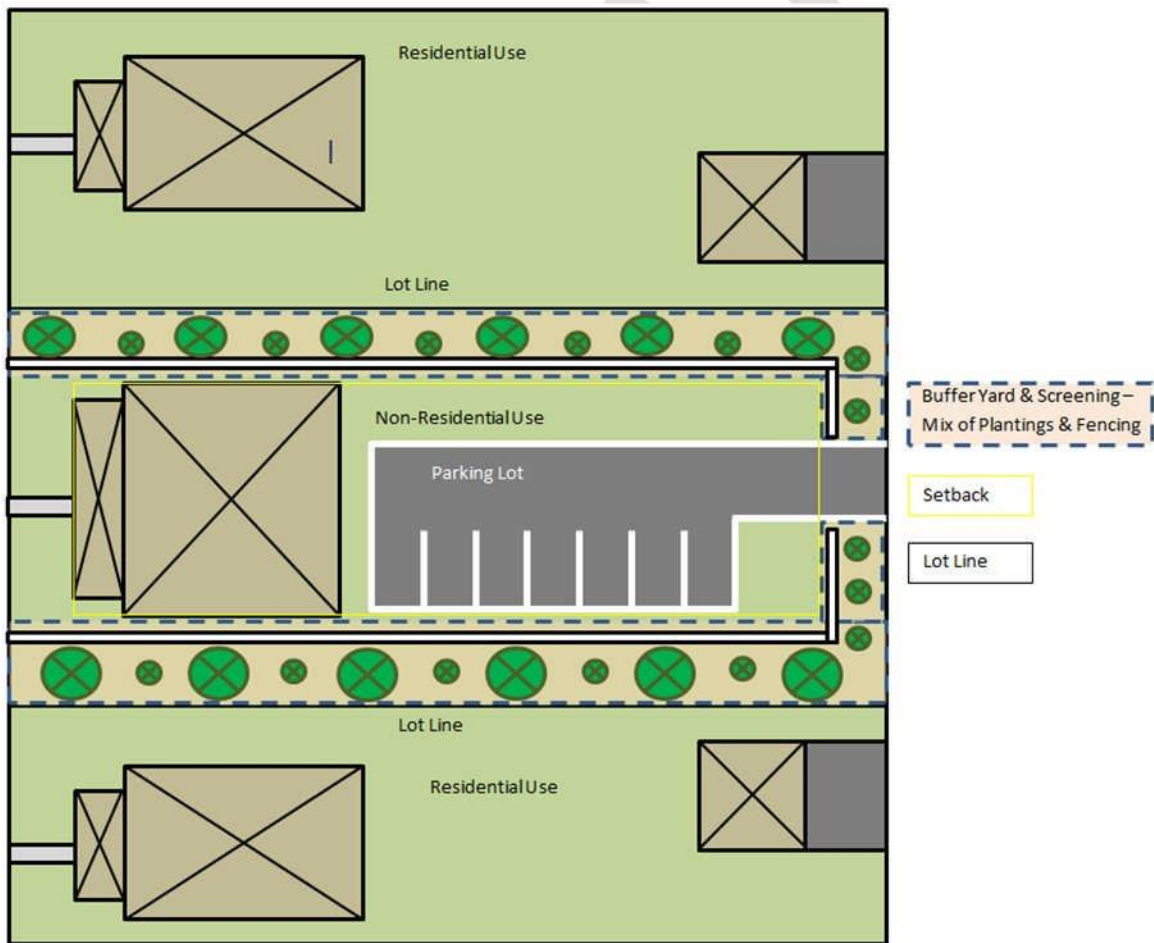 Residential Use
Lot Line
Non-Residential Use
Parking Lot
Buffer Yard & Screening –
Mix of Plantings & Fencing
Setback
Lot Line
Lot Line
Residential Use